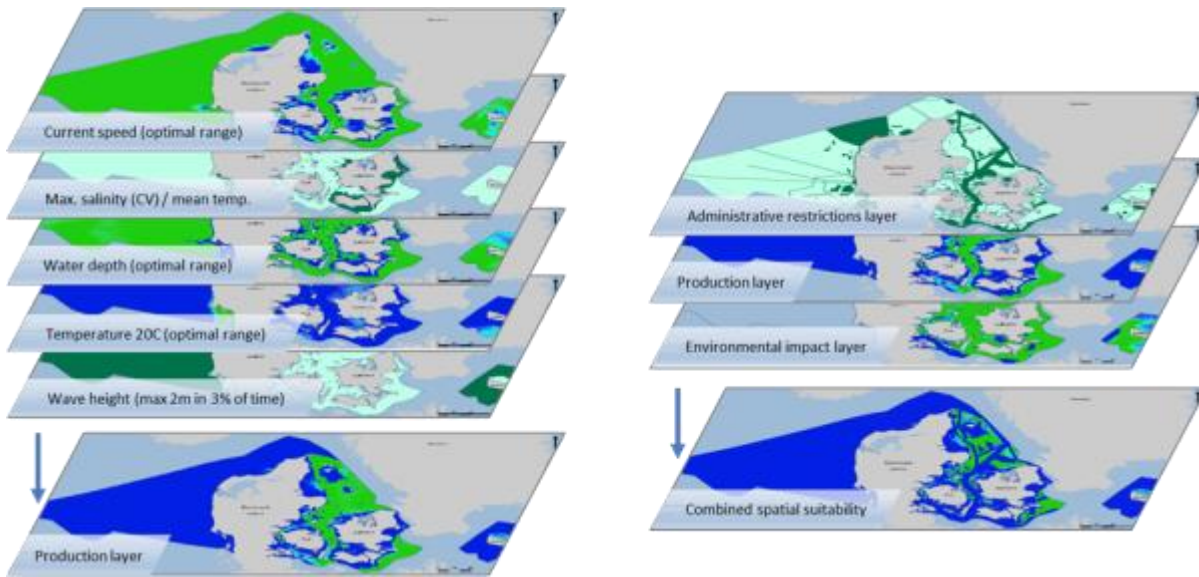 Current speed (optimal range)
Max. salinity (CV) / mean temp.
Water depth (optimal range)
Temperature 20C (optimal range)
Wave height (max 2m in 3% of time)
Production layer
Administrative restrictions layer
Production layer
Environmental impact layer
Combined spatial suitability